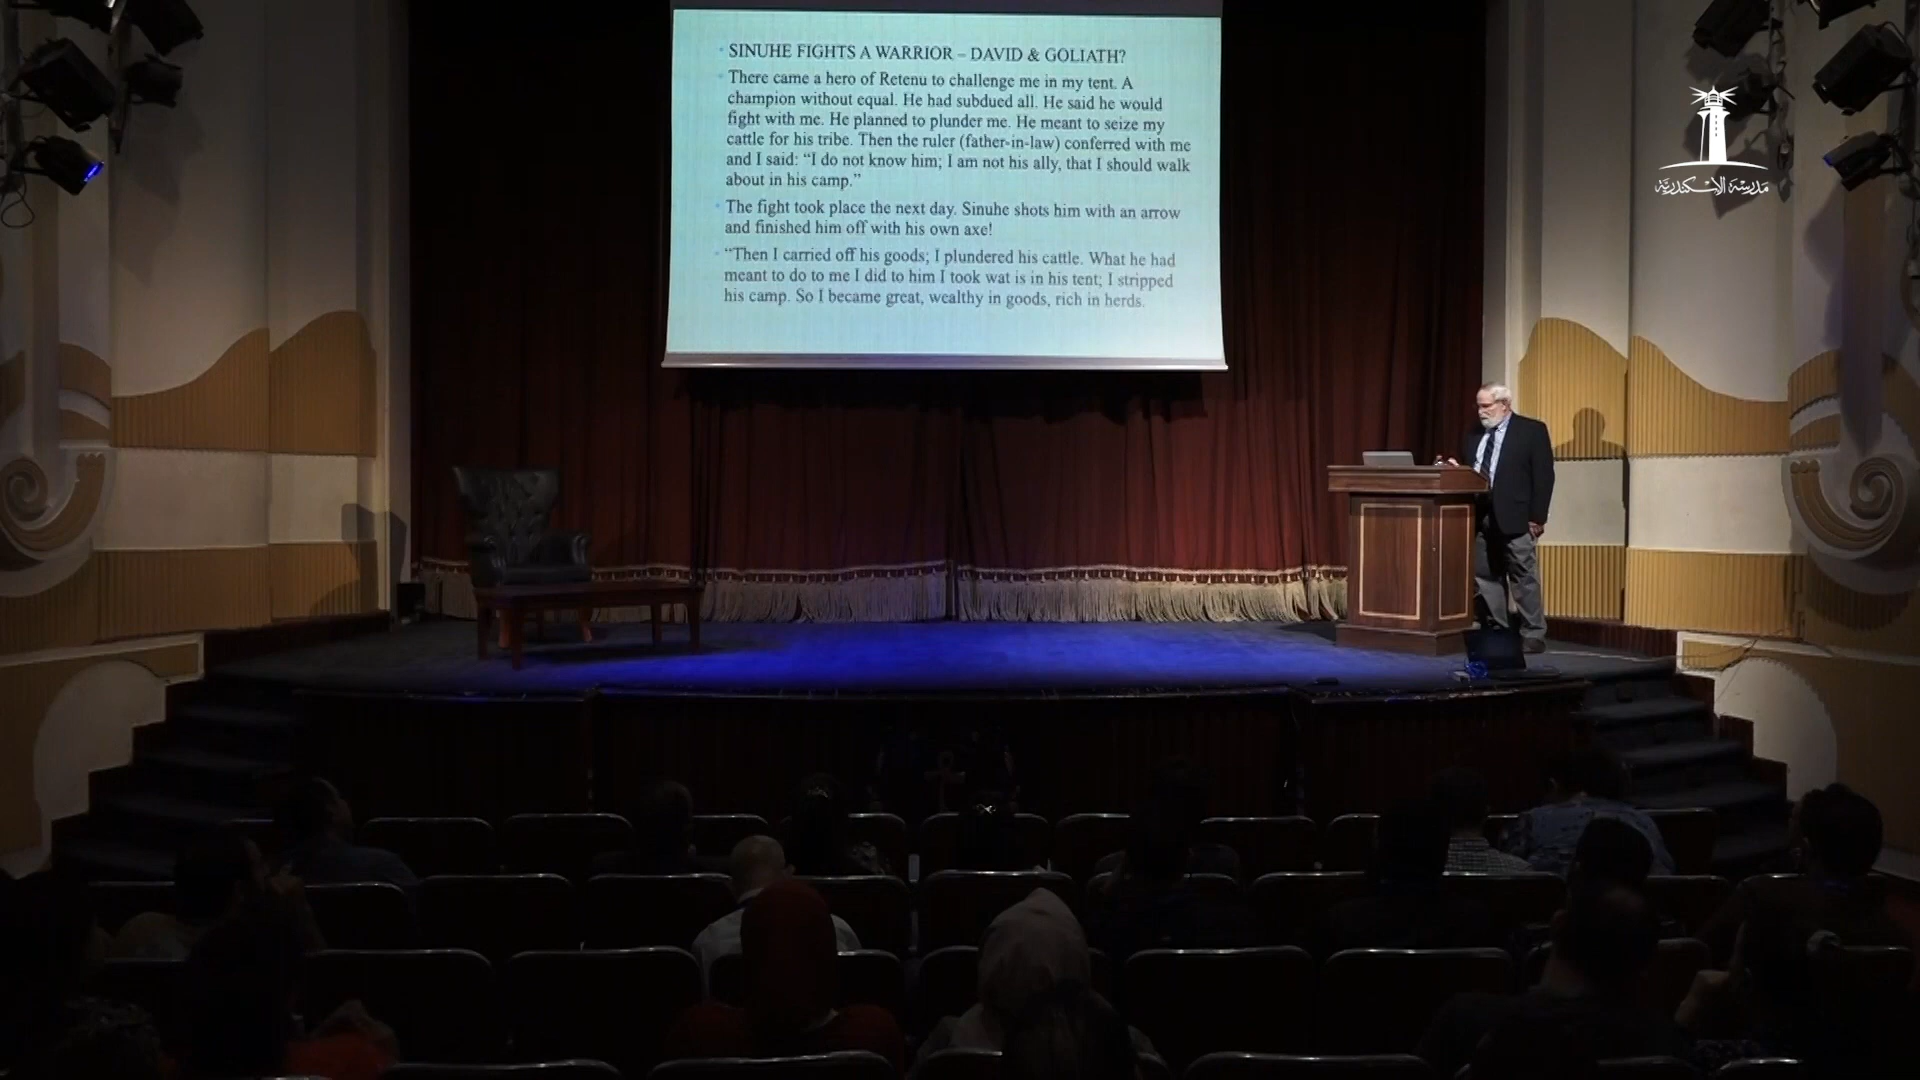 SINUHE FIGHTS A WARRIOR – DAVID & GOLIATH?
There came a hero of Retenu to challenge me in my tent. A
champion without equal. He had subdued all. He said he would
fight with me. He planned to plunder me. He meant to seize my
cattle for his tribe. Then the ruler (father-in-law) conferred with me
and I said: “I do not know him; I am not his ally, that I should walk
about in his camp.”
The fight took place the next day. Sinuhe shots him with an arrow
and finished him off with his own axe!
“Then I carried off his goods; I plundered his cattle. What he had
meant to do to me I did to him I took wat is in his tent; I stripped
his camp. So I became great, wealthy in goods, rich in herds.
مدرسة الإسكندرية